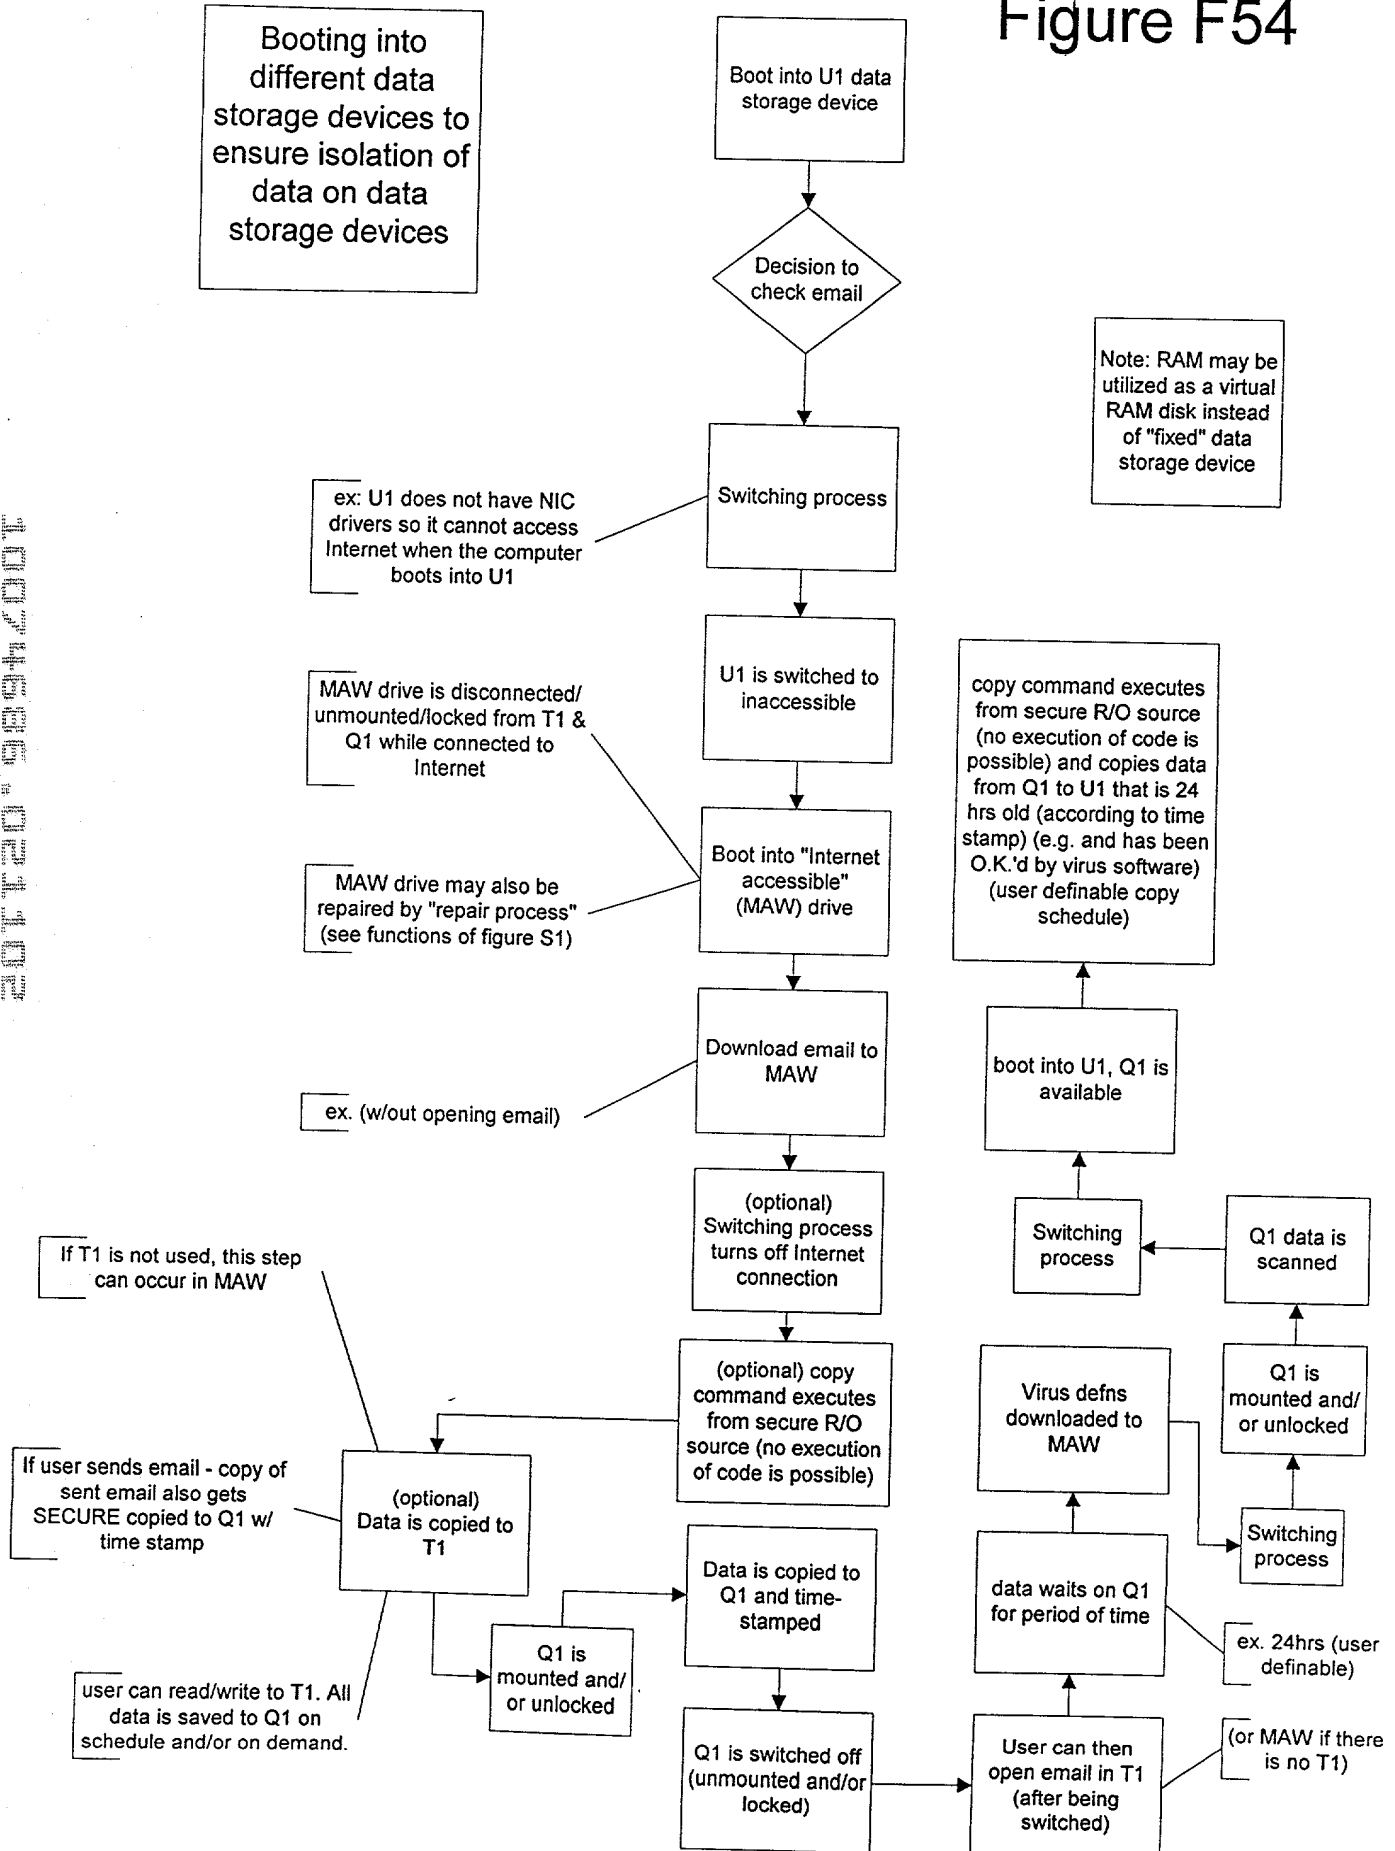 Figure F54
Booting into
different data
storage devices to
ensure isolation of
data on data
storage devices
Boot into U1 data
storage device
Decision to
check email
Note: RAM may be
utilized as a virtual
RAM disk instead
of "fixed" data
storage device
Switching process
ex: U1 does not have NIC
drivers so it cannot access
Internet when the computer
boots into U1
U1 is switched to
inaccessible
MAW drive is disconnected/
unmounted/locked from T1 &
Q1 while connected to
Internet
Boot into "Internet
accessible"
(MAW) drive
MAW drive may also be
repaired by "repair process"
(see functions of figure S1)
Download email to
MAW
ex. (w/out opening email)
(optional)
Switching process
turns off Internet
connection
(optional) copy
command executes
from secure R/O
source (no execution
of code is possible)
If T1 is not used, this step
can occur in MAW
If user sends email - copy of
sent email also gets
SECURE copied to Q1 w/
time stamp
(optional)
Data is copied to
T1
user can read/write to T1. All
data is saved to Q1 on
schedule and/or on demand.
Q1 is
mounted and/
or unlocked
Data is copied to
Q1 and time-
stamped
Q1 is switched off
(unmounted and/or
locked)
User can then
open email in T1
(after being
switched)
(or MAW if there
is no T1)
data waits on Q1
for period of time
ex. 24hrs (user
definable)
Virus defns
downloaded to
MAW
Switching
process
Q1 is
mounted and/
or unlocked
Q1 data is
scanned
Switching
process
boot into U1, Q1 is
available
copy command executes
from secure R/O source
(no execution of code is
possible) and copies data
from Q1 to U1 that is 24
hrs old (according to time
stamp) (e.g. and has been
O.K.'d by virus software)
(user definable copy
schedule)